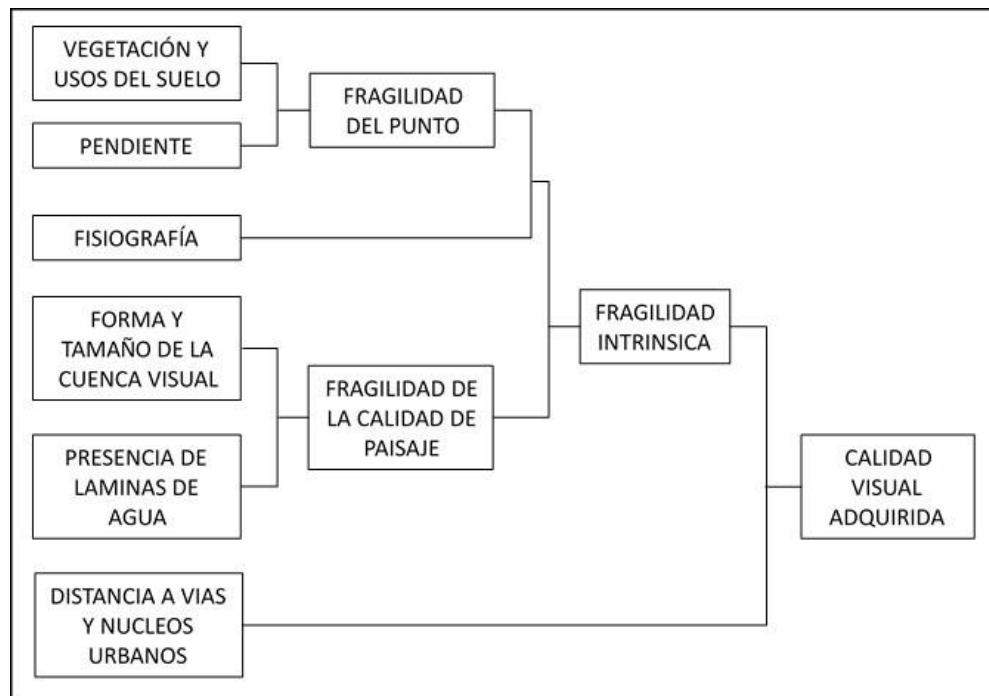 VEGETACIÓN Y
USOS DEL SUELO
PENDIENTE
FRAGILIDAD
DEL PUNTO
FISIOGRAFÍA
FORMA Y
TAMAÑO DE LA
CUENCA VISUAL
PRESENCIA DE
LAMINAS DE
AGUA
FRAGILIDAD DE
LA CALIDAD DE
PAISAJE
FRAGILIDAD
INTRINSICA
DISTANCIA A VIAS
Y NUCLEOS
URBANOS
CALIDAD
VISUAL
ADQUIRIDA